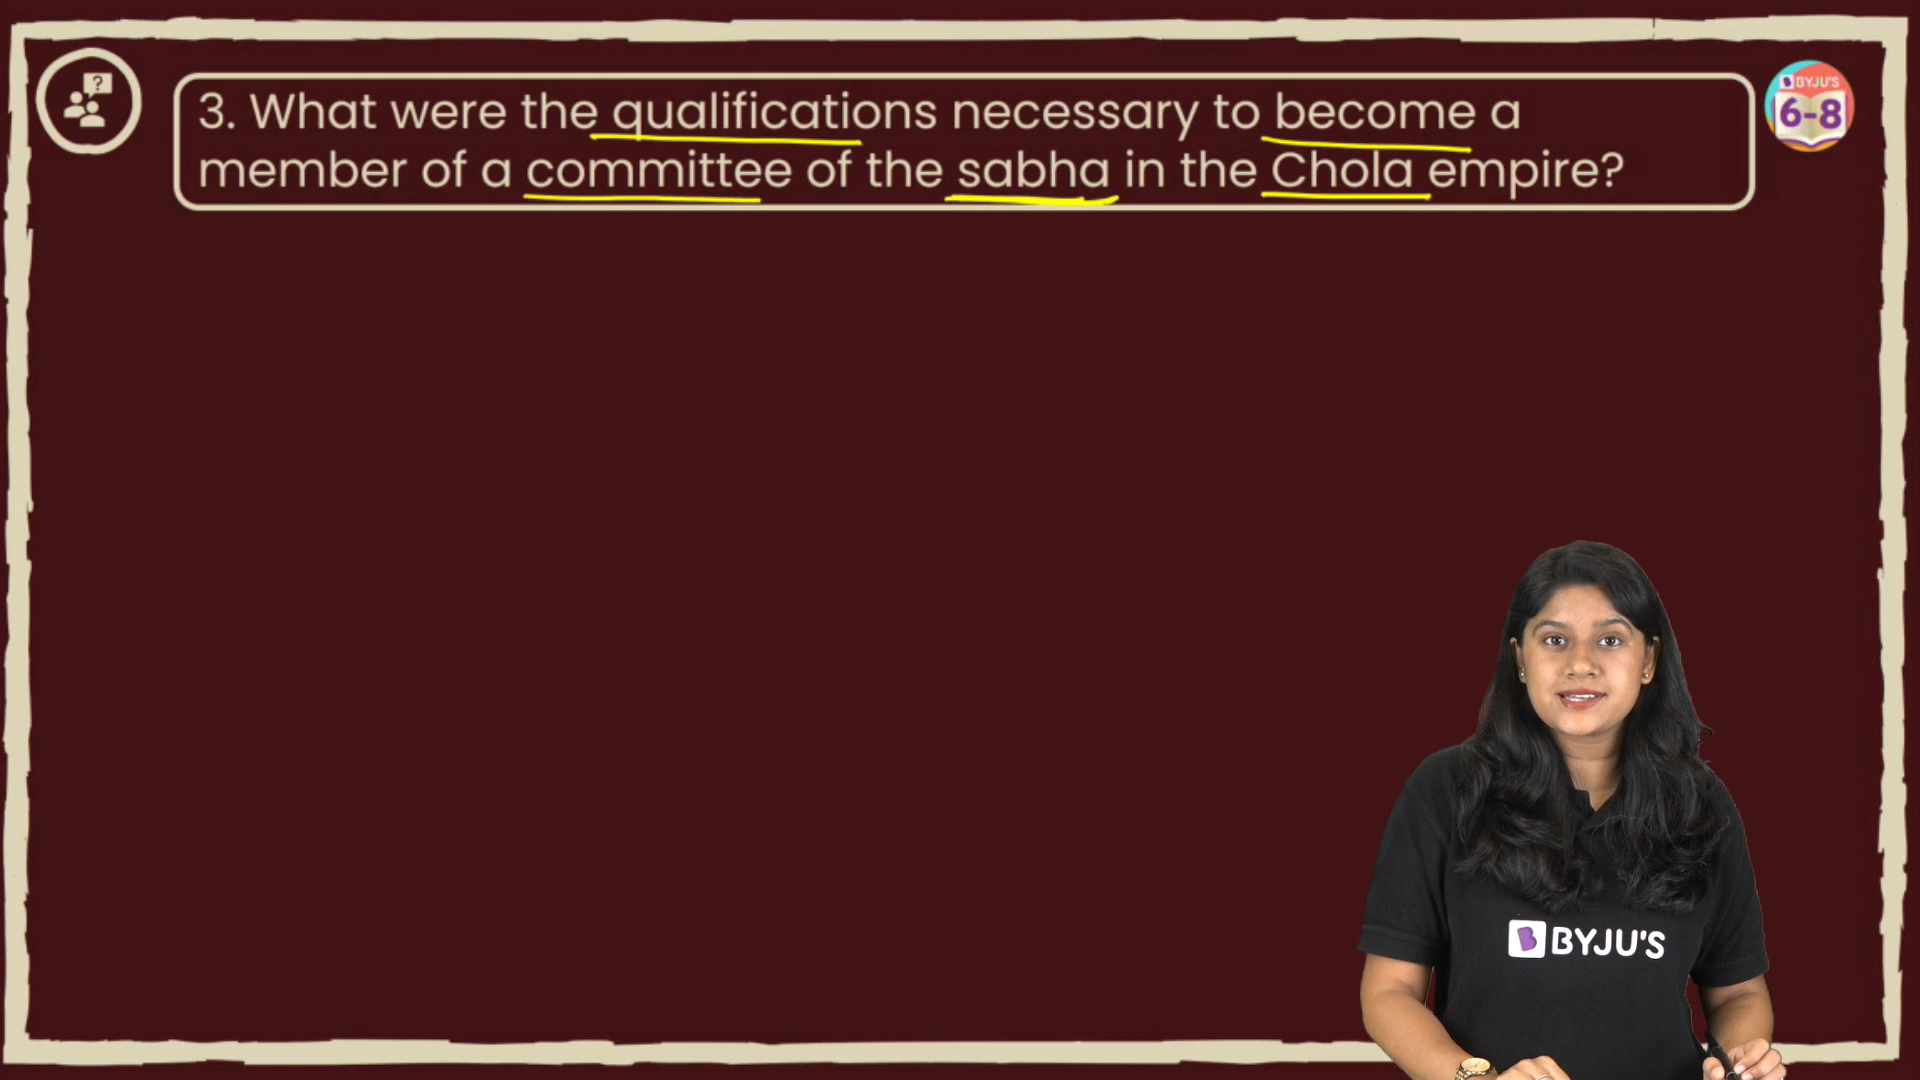 3. What were the qualifications necessary to become a
member of a committee of the sabha in the Chola empire?
?
BYJU'S
6-8
BYJU'S